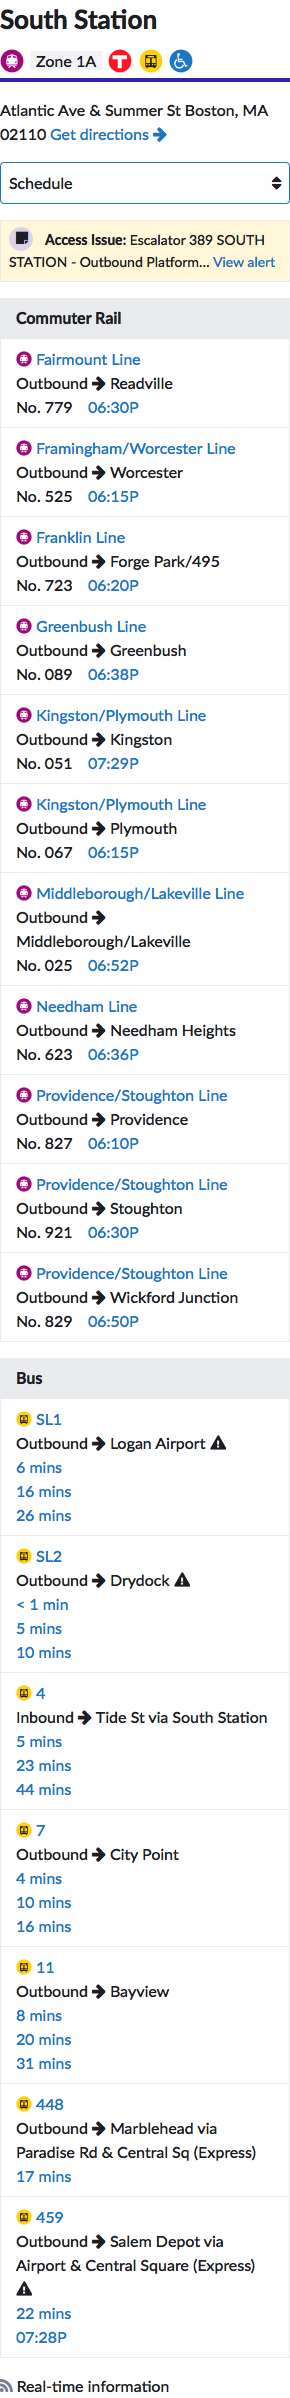 South Station
Zone 1A T
Atlantic Ave & Summer St Boston, MA
02110 Get directions
Schedule
Access Issue: Escalator 389 SOUTH
STATION - Outbound Platform... View alert
Commuter Rail
Fairmount Line
Outbound Readville
No. 779 06:30P
Framingham/Worcester Line
Outbound Worcester
No. 525 06:15P
Franklin Line
Outbound Forge Park/495
No. 723 06:20P
Greenbush Line
Outbound Greenbush
No. 089 06:38P
Kingston/Plymouth Line
Outbound Kingston
No. 051 07:29P
Kingston/Plymouth Line
Outbound Plymouth
No. 067 06:15P
Middleborough/Lakeville Line
Outbound
Middleborough/Lakeville
No. 025 06:52P
Needham Line
Outbound Needham Heights
No. 623 06:36P
Providence/Stoughton Line
Outbound Providence
No. 827 06:10P
Providence/Stoughton Line
Outbound Stoughton
No. 921 06:30P
Providence/Stoughton Line
Outbound Wickford Junction
No. 829 06:50P
Bus
SL1
Outbound Logan Airport
6 mins
16 mins
26 mins
SL2
Outbound Drydock
< 1 min
5 mins
10 mins
4
Inbound Tide St via South Station
5 mins
23 mins
44 mins
7
Outbound City Point
4 mins
10 mins
16 mins
11
Outbound Bayview
8 mins
20 mins
31 mins
448
Outbound Marblehead via
Paradise Rd & Central Sq (Express)
17 mins
459
Outbound Salem Depot via
Airport & Central Square (Express)
22 mins
07:28P
Real-time information